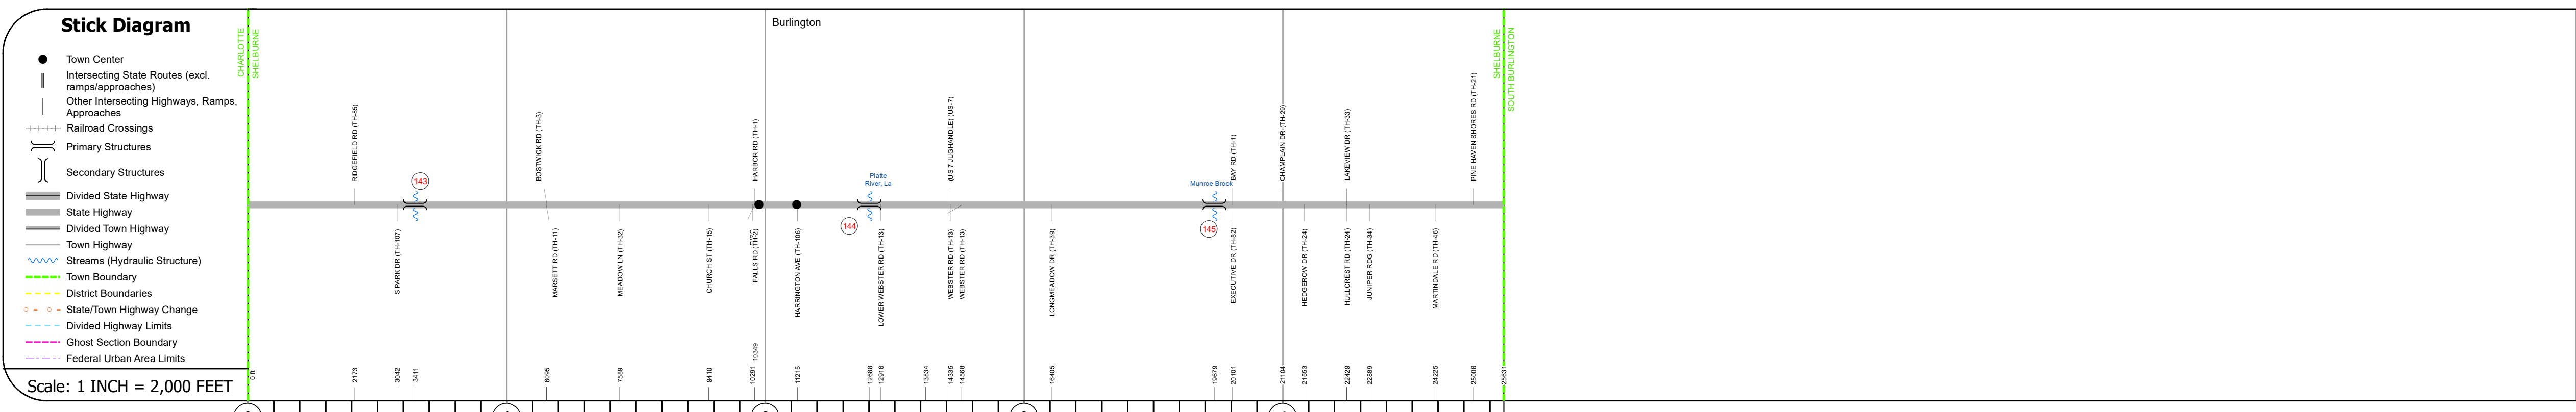 Stick Diagram
Town Center
Intersecting State Routes (excl.
ramps/approaches)
Other Intersecting Highways, Ramps,
Approaches
Railroad Crossings
Primary Structures
Secondary Structures
Divided State Highway
State Highway
Divided Town Highway
Town Highway
Streams (Hydraulic Structure)
Town Boundary
District Boundaries
State/Town Highway Change
Divided Highway Limits
Ghost Section Boundary
Federal Urban Area Limits
Scale: 1 INCH = 2,000 FEET
CHARLOTTE
SHELBURNE
Burlington
SHELBURNE
SOUTH BURLINGTON
RIDGEFIELD RD (TH-85)
BOSTWICK RD (TH-3)
HARBOR RD (TH-1)
(US 7 JUGHANDLE) (US-7)
BAY RD (TH-1)
CHAMPLAIN DR (TH-29)
LAKEVIEW DR (TH-33)
PINE HAVEN SHORES RD (TH-21)
143
Platte
River, La
144
Munroe Brook
145
S PARK DR (TH-107)
MARSETT RD (TH-11)
MEADOW LN (TH-32)
CHURCH ST (TH-15)
FALLS RD (TH-2)
HARRINGTON AVE (TH-106)
LOWER WEBSTER RD (TH-13)
WEBSTER RD (TH-13)
WEBSTER RD (TH-13)
LONGMEADOW DR (TH-39)
EXECUTIVE DR (TH-82)
HEDGEROW DR (TH-24)
HULLCREST RD (TH-24)
JUNIPER RDG (TH-34)
MARTINDALE RD (TH-46)
0 ft
2173
3042
3411
6095
7589
9410
10291
10349
11215
12688
12916
13834
14335
14568
16405
19679
20101
21104
21553
22429
22889
24225
25006
25631